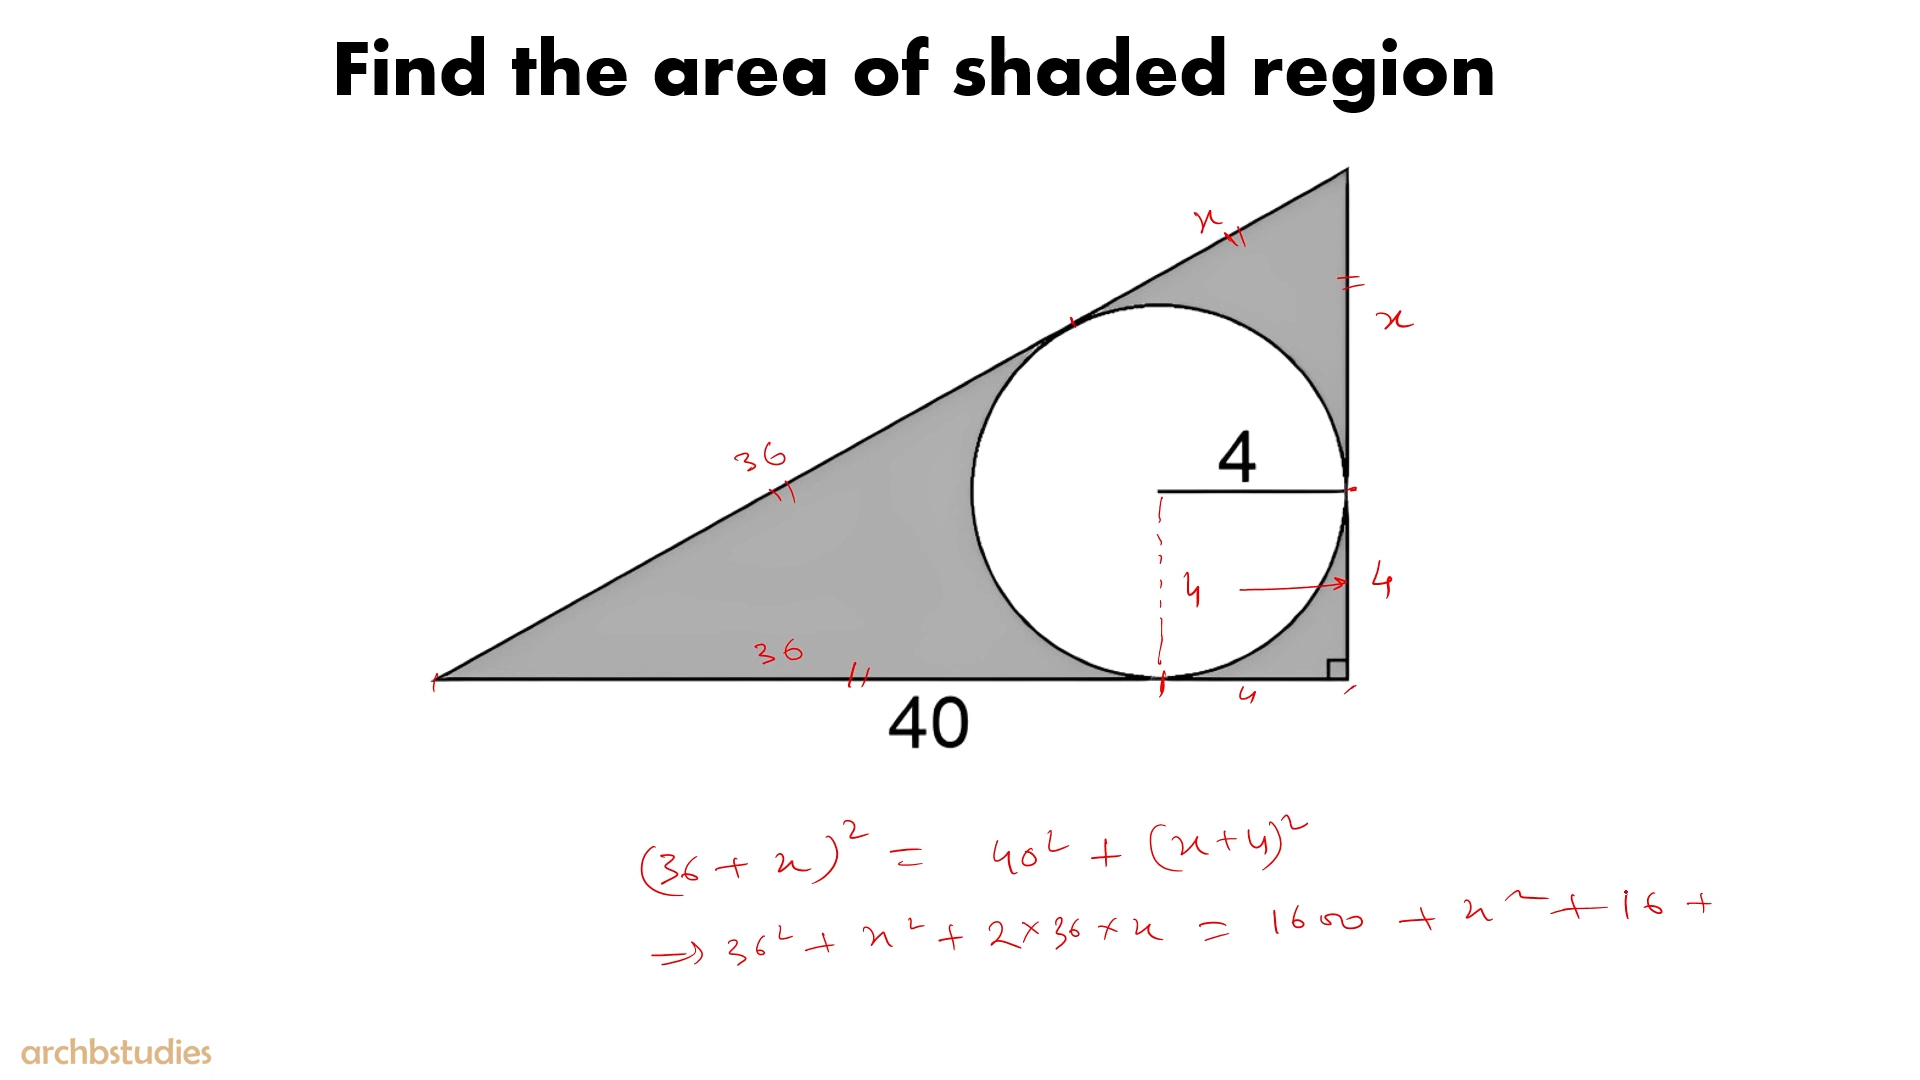 Find the area of shaded region
x
x
36
4
4
4
36
4
40
(36 + x)² = 40² + (x+4)²
⇒ 36² + x² + 2×36×x = 1600 + x² + 16 +
archbstudies